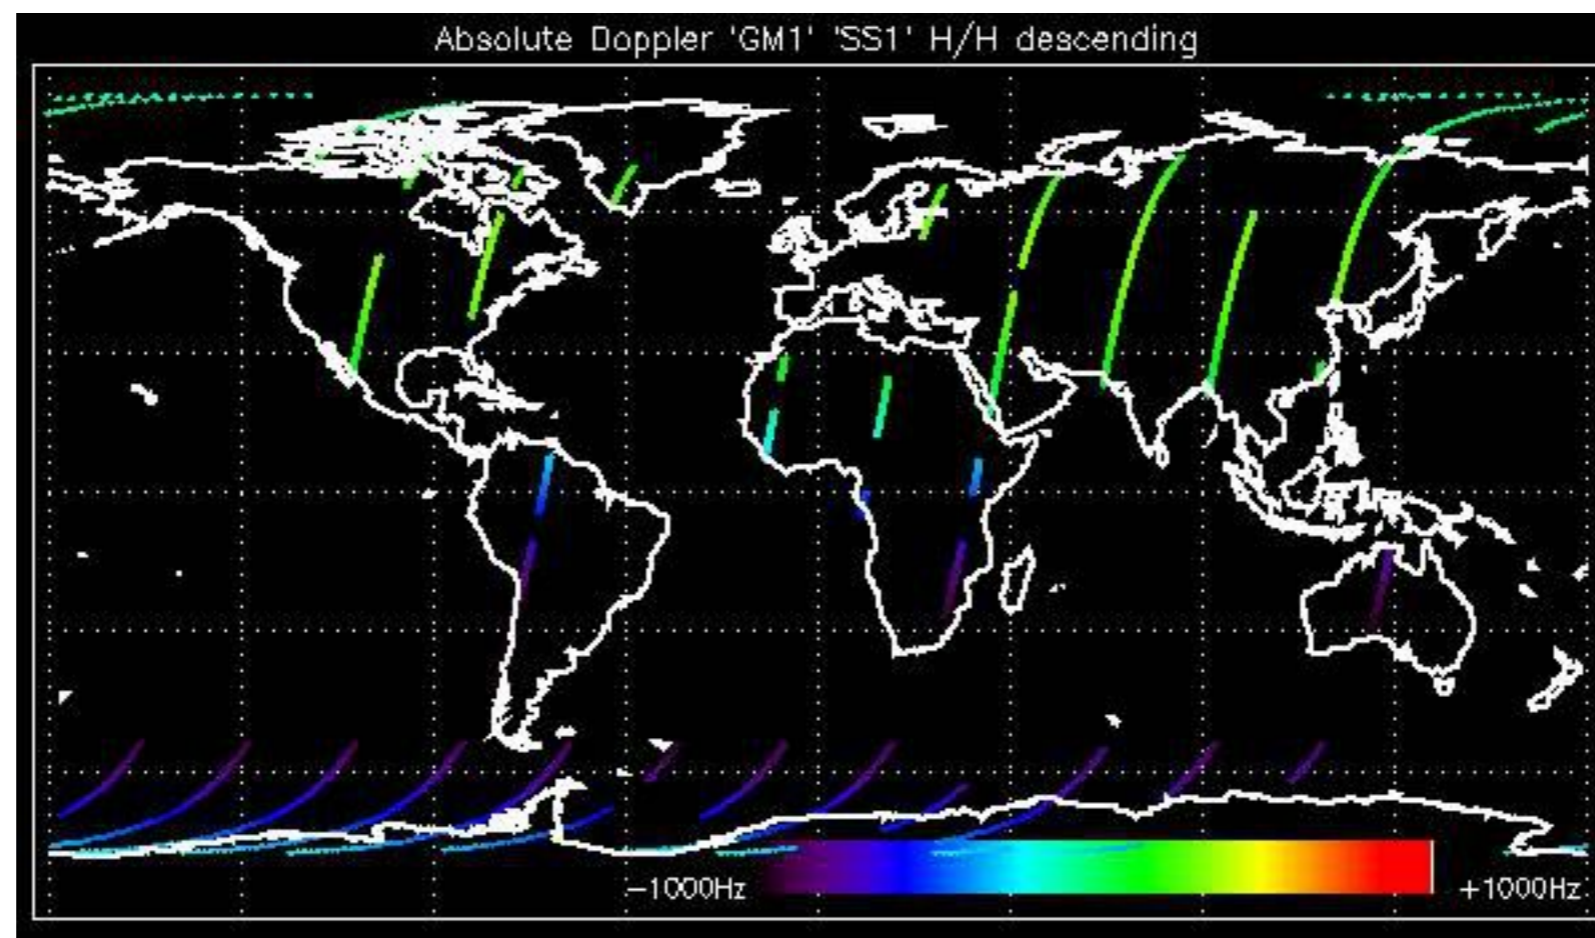 Absolute Doppler 'GM1' 'SS1' H/H descending
−1000Hz +1000Hz